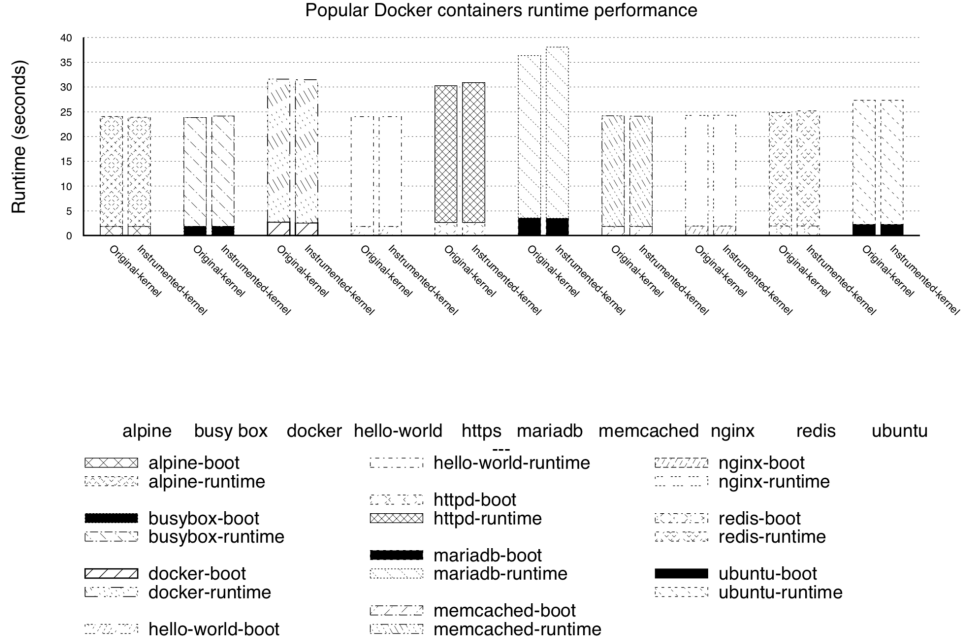 Popular Docker containers runtime performance
Runtime (seconds)
40
35
30
25
20
15
10
5
0
Original-kernel
Instrumented-kernel
Original-kernel
Instrumented-kernel
Original-kernel
Instrumented-kernel
Original-kernel
Instrumented-kernel
Original-kernel
Instrumented-kernel
Original-kernel
Instrumented-kernel
Original-kernel
Instrumented-kernel
Original-kernel
Instrumented-kernel
Original-kernel
Instrumented-kernel
Original-kernel
Instrumented-kernel
alpine busy box docker hello-world https mariadb memcached nginx redis ubuntu
---
alpine-boot
alpine-runtime
busybox-boot
busybox-runtime
docker-boot
docker-runtime
hello-world-boot
hello-world-runtime
httpd-boot
httpd-runtime
mariadb-boot
mariadb-runtime
memcached-boot
memcached-runtime
nginx-boot
nginx-runtime
redis-boot
redis-runtime
ubuntu-boot
ubuntu-runtime